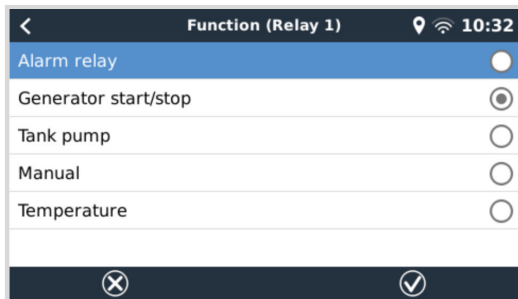 Function (Relay 1) 10:32
Alarm relay
Generator start/stop
Tank pump
Manual
Temperature